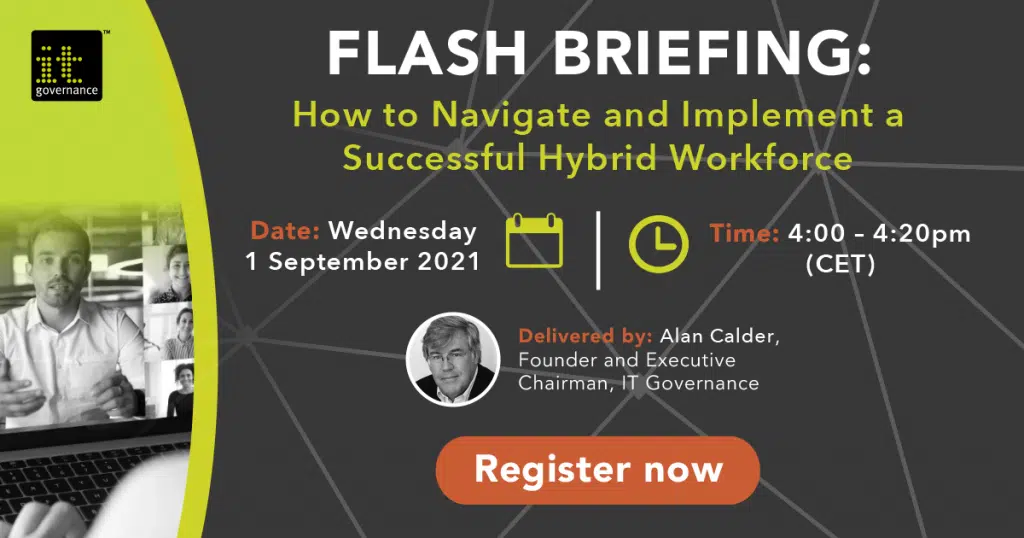 it
governance
TM
FLASH BRIEFING:
How to Navigate and Implement a
Successful Hybrid Workforce
Date: Wednesday
1 September 2021
Time: 4:00 – 4:20pm
(CET)
Delivered by: Alan Calder,
Founder and Executive
Chairman, IT Governance
Register now